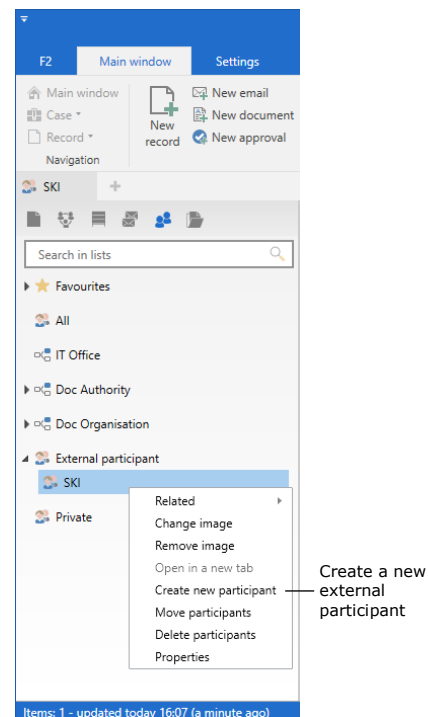 F2 Main window Settings
Main window
Case
Record
Navigation
New
record
New email
New document
New approval
SKI +
Search in lists
Favourites
All
IT Office
Doc Authority
Doc Organisation
External participant
SKI
Private
Related
Change image
Remove image
Open in a new tab
Create new participant
Move participants
Delete participants
Properties
Create a new
external
participant
Items: 1 - updated today 16:07 (a minute ago)